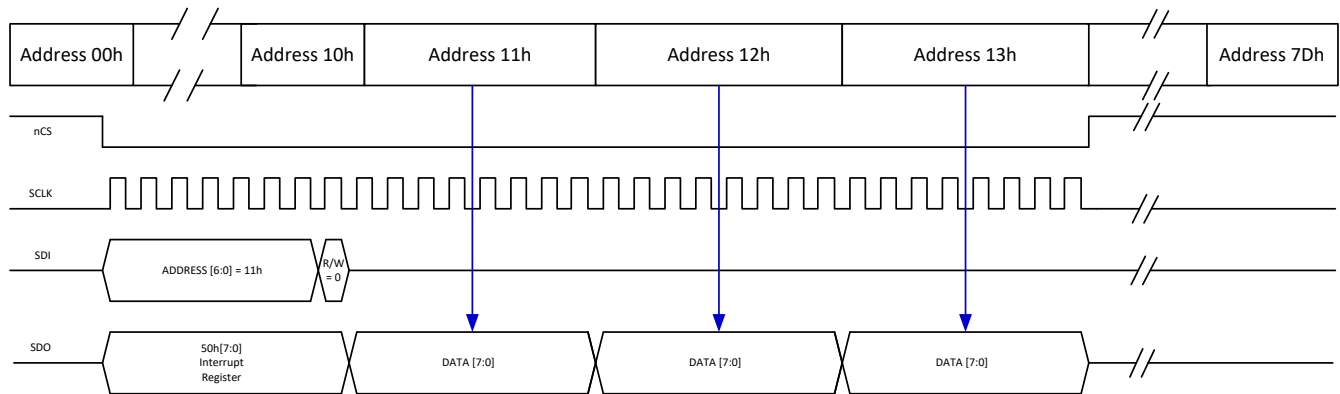 Address 00h
Address 10h
Address 11h
Address 12h
Address 13h
Address 7Dh
nCS
SCLK
SDI
ADDRESS [6:0] = 11h
R/W
= 0
SDO
50h[7:0]
Interrupt
Register
DATA [7:0]
DATA [7:0]
DATA [7:0]